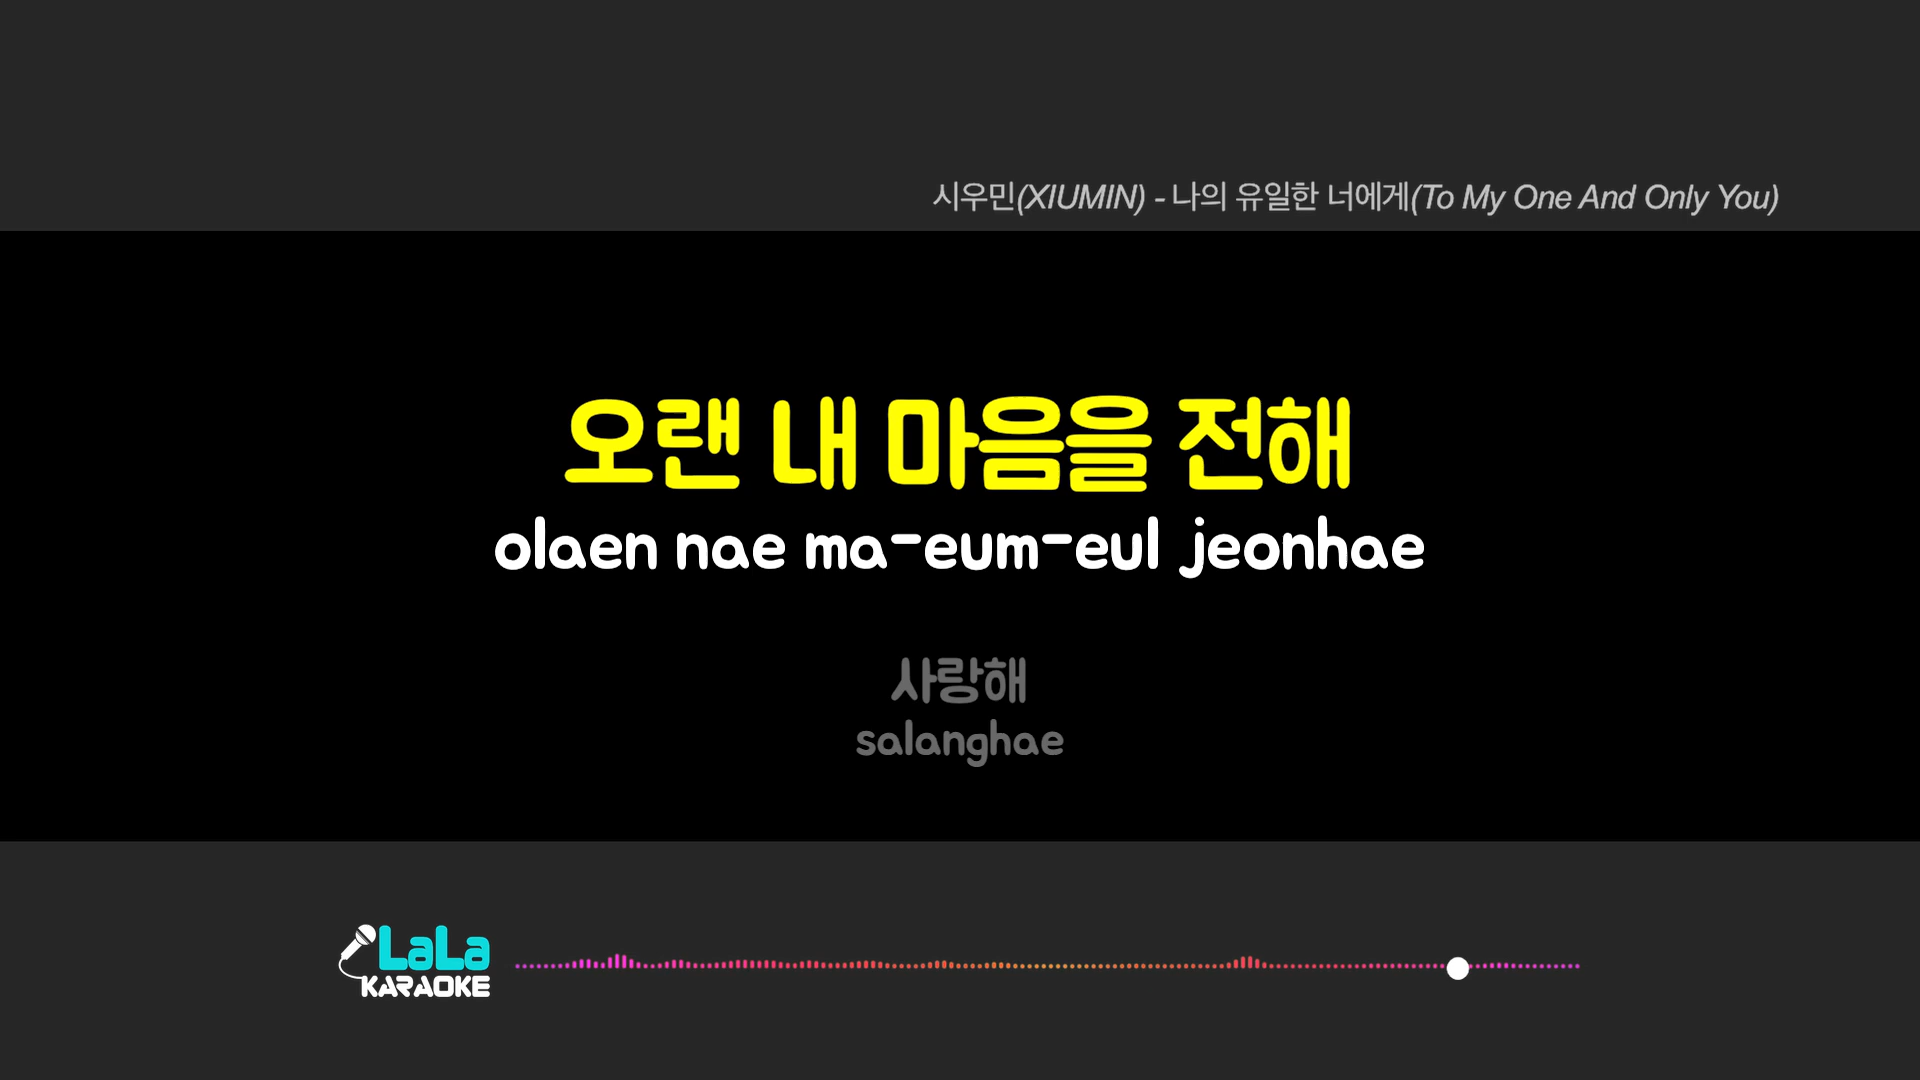 시우민(XIUMIN) - 나의 유일한 너에게(To My One And Only You)
오랜 내 마음을 전해
olaen nae ma-eum-eul jeonhae
사랑해
salanghae
LaLa
KARAOKE